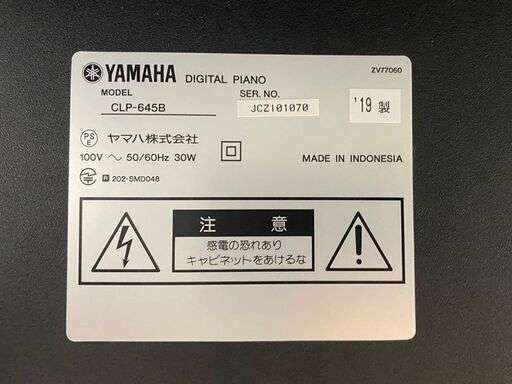 YAMAHA DIGITAL PIANO
ZV77060
MODEL
CLP-645B
SER. NO.
JCZI01070
'19 製
PS
E
ヤマハ株式会社
100V ～ 50/60Hz 30W
MADE IN INDONESIA
R 202-SMD048
注 意
感電の恐れあり
キャビネットをあけるな